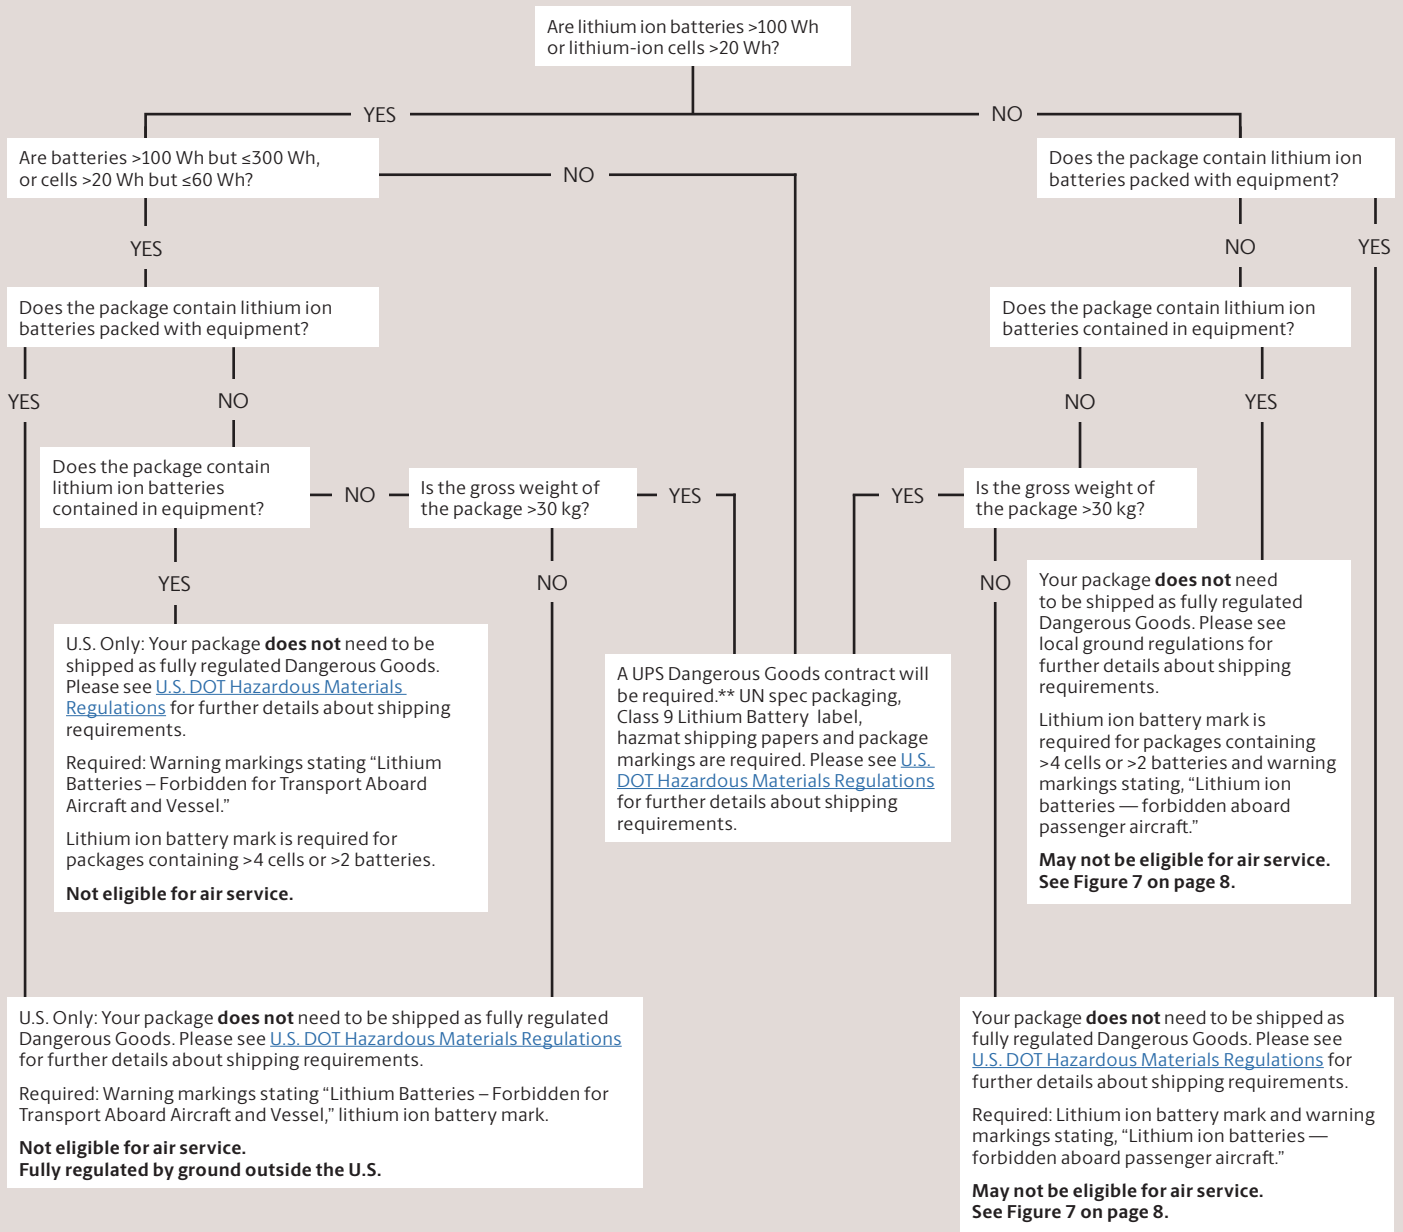 Are lithium ion batteries >100 Wh
or lithium-ion cells >20 Wh?
YES
NO
Are batteries >100 Wh but ≤300 Wh,
or cells >20 Wh but ≤60 Wh?
NO
Does the package contain lithium ion
batteries packed with equipment?
YES
NO
YES
Does the package contain lithium ion
batteries packed with equipment?
Does the package contain lithium ion
batteries contained in equipment?
YES
NO
NO
YES
Does the package contain
lithium ion batteries
contained in equipment?
NO
Is the gross weight of
the package >30 kg?
YES
YES
Is the gross weight of
the package >30 kg?
YES
NO
NO
U.S. Only: Your package does not need to be
shipped as fully regulated Dangerous Goods.
Please see U.S. DOT Hazardous Materials
Regulations for further details about shipping
requirements.
Required: Warning markings stating “Lithium
Batteries – Forbidden for Transport Aboard
Aircraft and Vessel.”
Lithium ion battery mark is required for
packages containing >4 cells or >2 batteries.
Not eligible for air service.
A UPS Dangerous Goods contract will
be required.** UN spec packaging,
Class 9 Lithium Battery label,
hazmat shipping papers and package
markings are required. Please see U.S.
DOT Hazardous Materials Regulations
for further details about shipping
requirements.
Your package does not need
to be shipped as fully regulated
Dangerous Goods. Please see
local ground regulations for
further details about shipping
requirements.
Lithium ion battery mark is
required for packages containing
>4 cells or >2 batteries and warning
markings stating, “Lithium ion
batteries — forbidden aboard
passenger aircraft.”
May not be eligible for air service.
See Figure 7 on page 8.
U.S. Only: Your package does not need to be shipped as fully regulated
Dangerous Goods. Please see U.S. DOT Hazardous Materials Regulations
for further details about shipping requirements.
Required: Warning markings stating “Lithium Batteries – Forbidden for
Transport Aboard Aircraft and Vessel,” lithium ion battery mark.
Not eligible for air service.
Fully regulated by ground outside the U.S.
Your package does not need to be shipped as
fully regulated Dangerous Goods. Please see
U.S. DOT Hazardous Materials Regulations for
further details about shipping requirements.
Required: Lithium ion battery mark and warning
markings stating, “Lithium ion batteries —
forbidden aboard passenger aircraft.”
May not be eligible for air service.
See Figure 7 on page 8.